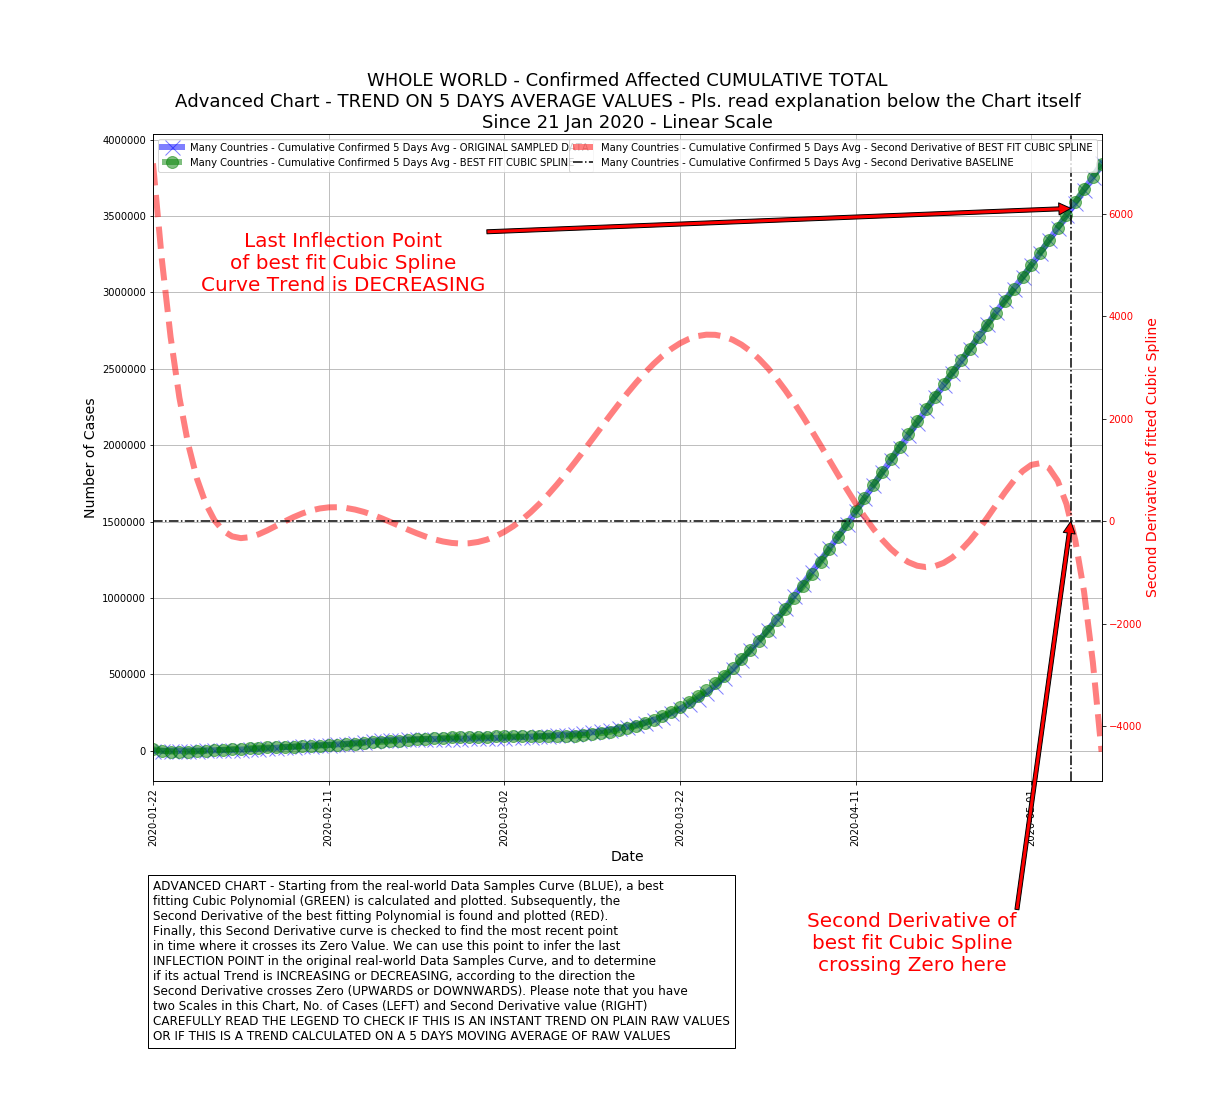 WHOLE WORLD - Confirmed Affected CUMULATIVE TOTAL
Advanced Chart - TREND ON 5 DAYS AVERAGE VALUES - Pls. read explanation below the Chart itself
Since 21 Jan 2020 - Linear Scale
Many Countries - Cumulative Confirmed 5 Days Avg - ORIGINAL SAMPLED DATA
Many Countries - Cumulative Confirmed 5 Days Avg - BEST FIT CUBIC SPLIN
Many Countries - Cumulative Confirmed 5 Days Avg - Second Derivative of BEST FIT CUBIC SPLINE
Many Countries - Cumulative Confirmed 5 Days Avg - Second Derivative BASELINE
Last Inflection Point
of best fit Cubic Spline
Curve Trend is DECREASING
Number of Cases
4000000
3500000
3000000
2500000
2000000
1500000
1000000
500000
0
6000
4000
2000
0
−2000
−4000
Second Derivative of fitted Cubic Spline
2020-01-22
2020-02-11
2020-03-02
2020-03-22
2020-04-11
2020-05-01
Date
Second Derivative of
best fit Cubic Spline
crossing Zero here
ADVANCED CHART - Starting from the real-world Data Samples Curve (BLUE), a best
fitting Cubic Polynomial (GREEN) is calculated and plotted. Subsequently, the
Second Derivative of the best fitting Polynomial is found and plotted (RED).
Finally, this Second Derivative curve is checked to find the most recent point
in time where it crosses its Zero Value. We can use this point to infer the last
INFLECTION POINT in the original real-world Data Samples Curve, and to determine
if its actual Trend is INCREASING or DECREASING, according to the direction the
Second Derivative crosses Zero (UPWARDS or DOWNWARDS). Please note that you have
two Scales in this Chart, No. of Cases (LEFT) and Second Derivative value (RIGHT)
CAREFULLY READ THE LEGEND TO CHECK IF THIS IS AN INSTANT TREND ON PLAIN RAW VALUES
OR IF THIS IS A TREND CALCULATED ON A 5 DAYS MOVING AVERAGE OF RAW VALUES